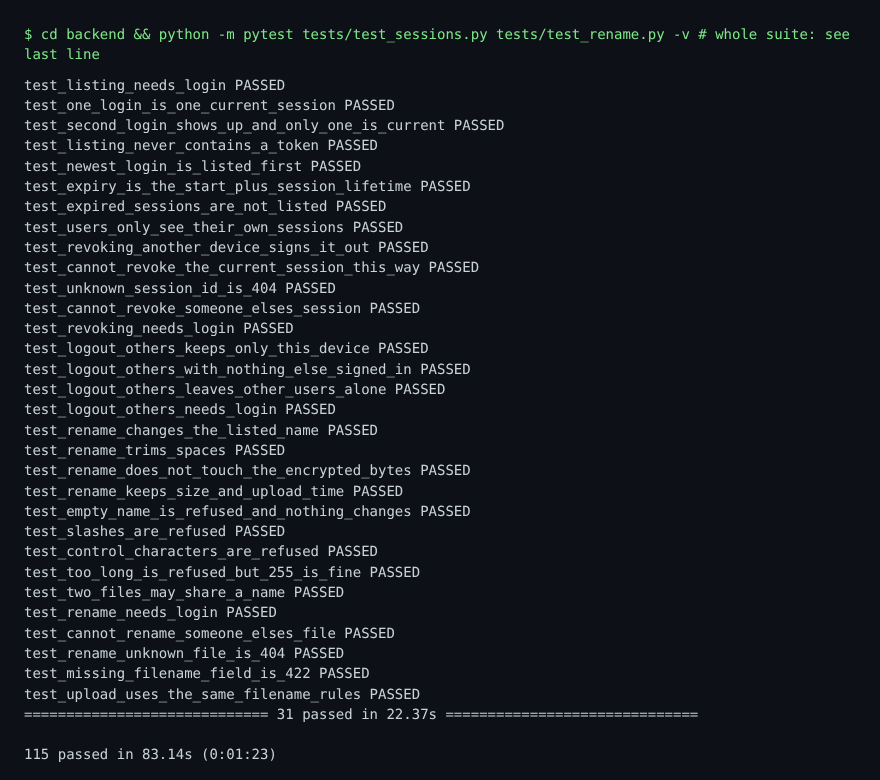 $ cd backend && python -m pytest tests/test_sessions.py tests/test_rename.py -v # whole suite: see
last line
test_listing_needs_login PASSED
test_one_login_is_one_current_session PASSED
test_second_login_shows_up_and_only_one_is_current PASSED
test_listing_never_contains_a_token PASSED
test_newest_login_is_listed_first PASSED
test_expiry_is_the_start_plus_session_lifetime PASSED
test_expired_sessions_are_not_listed PASSED
test_users_only_see_their_own_sessions PASSED
test_revoking_another_device_signs_it_out PASSED
test_cannot_revoke_the_current_session_this_way PASSED
test_unknown_session_id_is_404 PASSED
test_cannot_revoke_someone_elses_session PASSED
test_revoking_needs_login PASSED
test_logout_others_keeps_only_this_device PASSED
test_logout_others_with_nothing_else_signed_in PASSED
test_logout_others_leaves_other_users_alone PASSED
test_logout_others_needs_login PASSED
test_rename_changes_the_listed_name PASSED
test_rename_trims_spaces PASSED
test_rename_does_not_touch_the_encrypted_bytes PASSED
test_rename_keeps_size_and_upload_time PASSED
test_empty_name_is_refused_and_nothing_changes PASSED
test_slashes_are_refused PASSED
test_control_characters_are_refused PASSED
test_too_long_is_refused_but_255_is_fine PASSED
test_two_files_may_share_a_name PASSED
test_rename_needs_login PASSED
test_cannot_rename_someone_elses_file PASSED
test_rename_unknown_file_is_404 PASSED
test_missing_filename_field_is_422 PASSED
test_upload_uses_the_same_filename_rules PASSED
============================= 31 passed in 22.37s ==============================
115 passed in 83.14s (0:01:23)